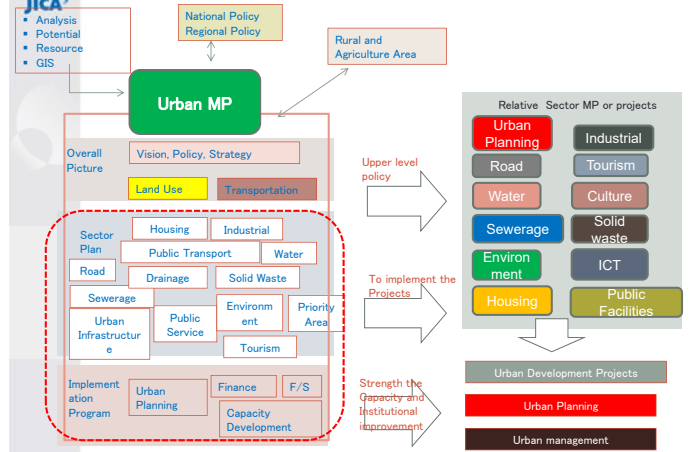 JICA
▪ Analysis
▪ Potential
▪ Resource
▪ GIS
National Policy
Regional Policy
Rural and
Agriculture Area
Urban MP
Overall
Picture
Vision, Policy, Strategy
Land Use
Transportation
Sector
Plan
Housing
Industrial
Public Transport
Water
Road
Drainage
Solid Waste
Sewerage
Urban
Infrastructur
e
Public
Service
Environm
ent
Priority
Area
Tourism
Implement
ation
Program
Urban
Planning
Finance
F/S
Capacity
Development
Upper level
policy
To implement the
Projects
Strength the
Capacity and
Institutional
improvement
Relative Sector MP or projects
Urban
Planning
Industrial
Road
Tourism
Water
Culture
Sewerage
Solid
waste
Environ
ment
ICT
Housing
Public
Facilities
Urban Development Projects
Urban Planning
Urban management